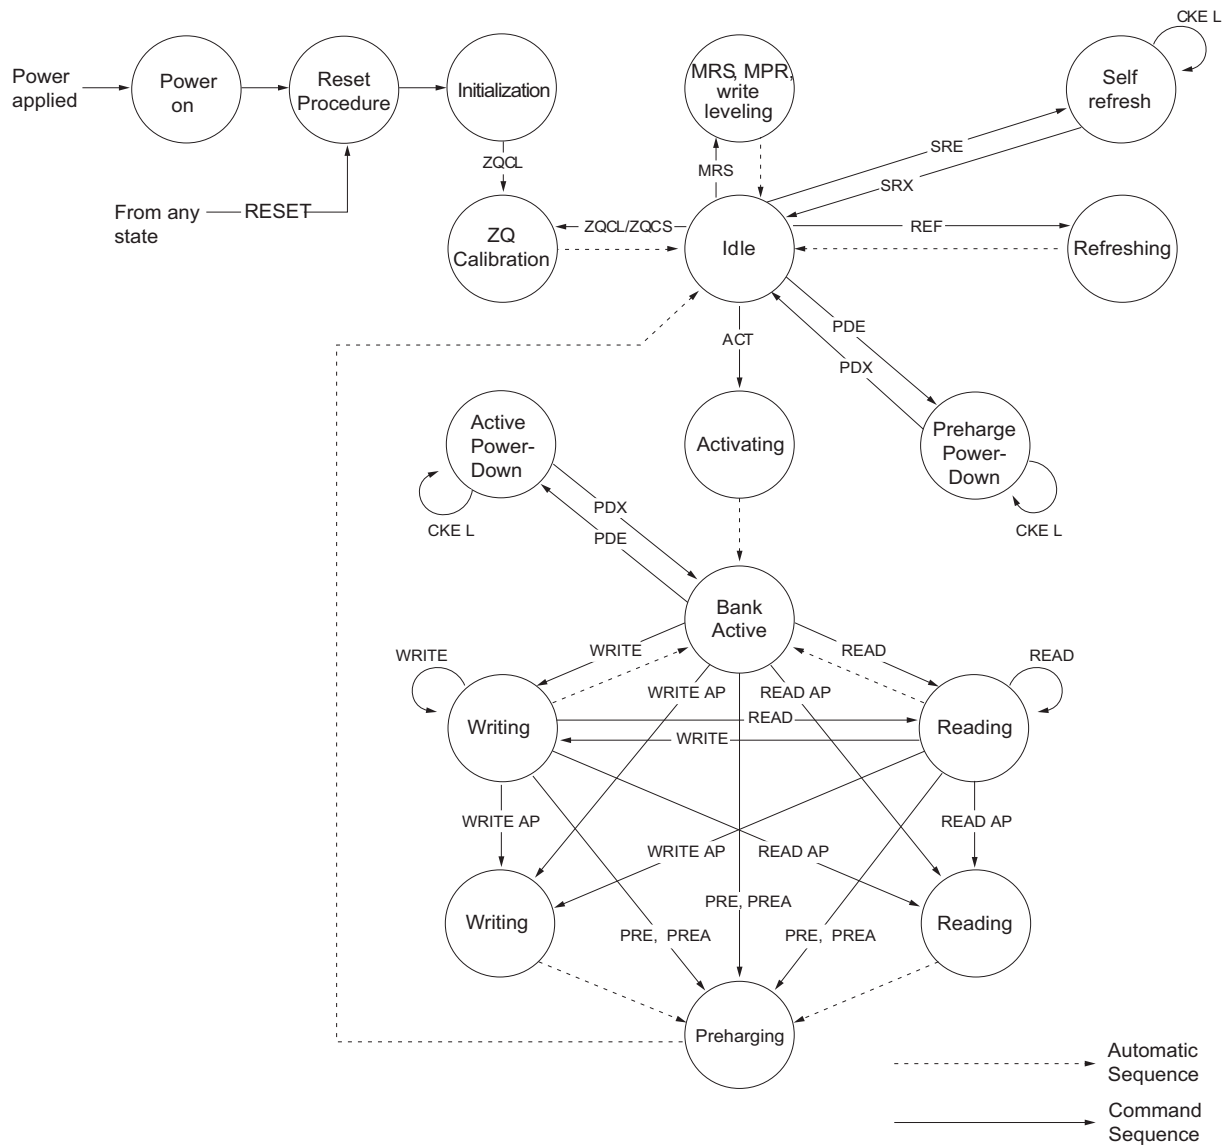 CKE L
Power
applied
Power
on
Reset
Procedure
Initialization
MRS, MPR,
write
leveling
Self
refresh
ZQCL
MRS
SRE
SRX
From any
state
RESET
ZQ
Calibration
ZQCL/ZQCS
Idle
REF
Refreshing
ACT
PDE
PDX
Active
Power-
Down
Activating
Preharge
Power-
Down
CKE L
PDX
PDE
CKE L
Bank
Active
WRITE
WRITE
READ
READ
WRITE AP
READ AP
Writing
READ
WRITE
Reading
WRITE AP
WRITE AP
READ AP
READ AP
Writing
PRE, PREA
PRE, PREA
PRE, PREA
Reading
Preharging
Automatic
Sequence
Command
Sequence